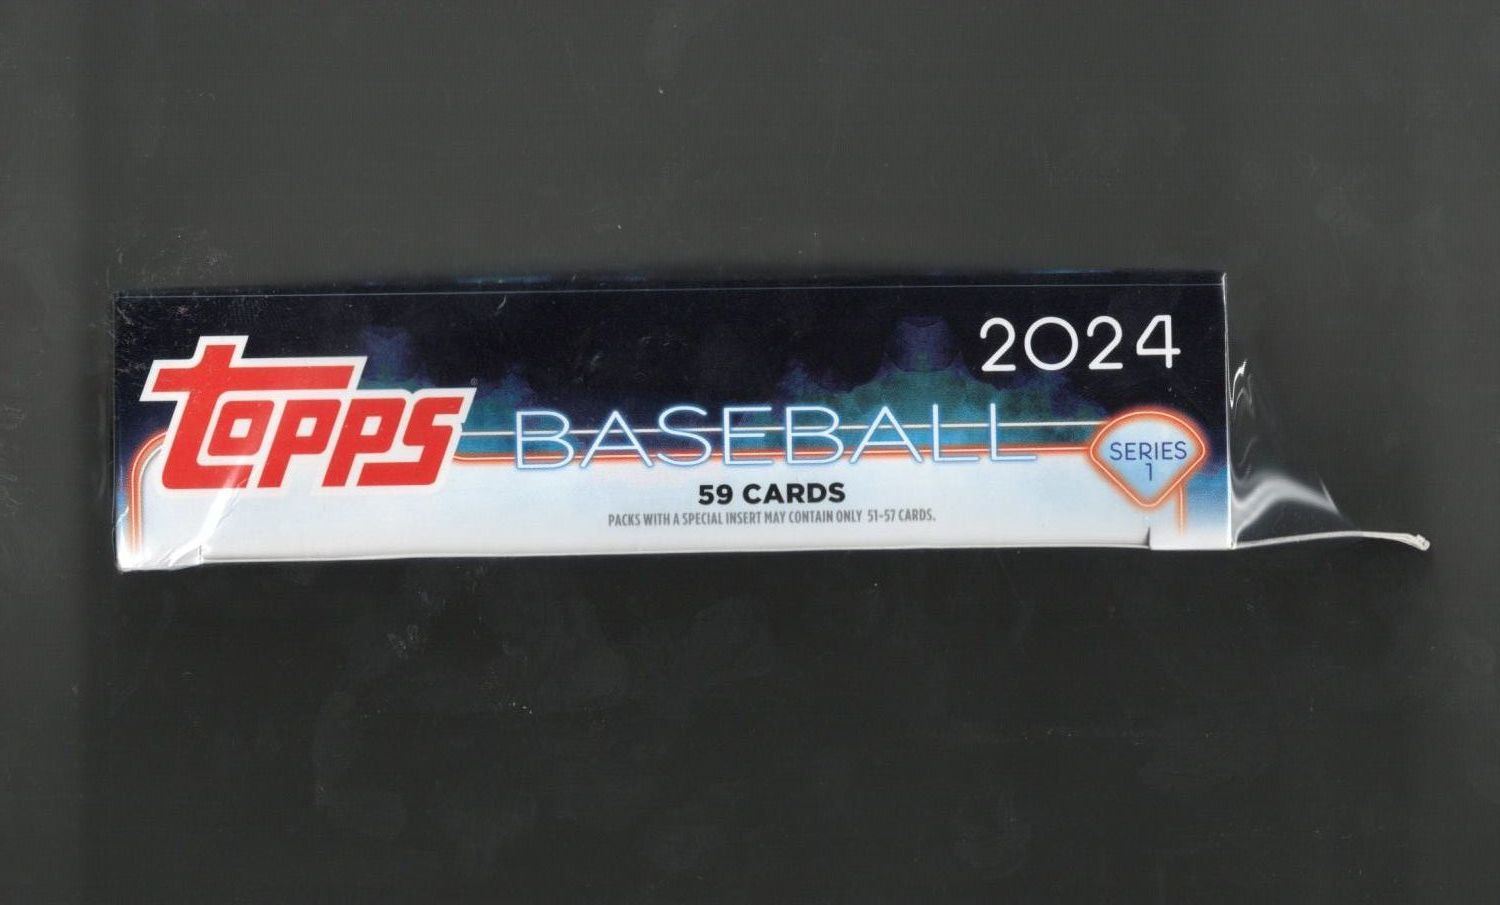 2024
Topps®
BASEBALL
SERIES
1
59 CARDS
PACKS WITH A SPECIAL INSERT MAY CONTAIN ONLY 51-57 CARDS.